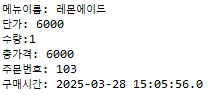 메뉴이름: 레몬에이드
단가: 6000
수량:1
총가격: 6000
주문번호: 103
구매시간: 2025-03-28 15:05:56.0